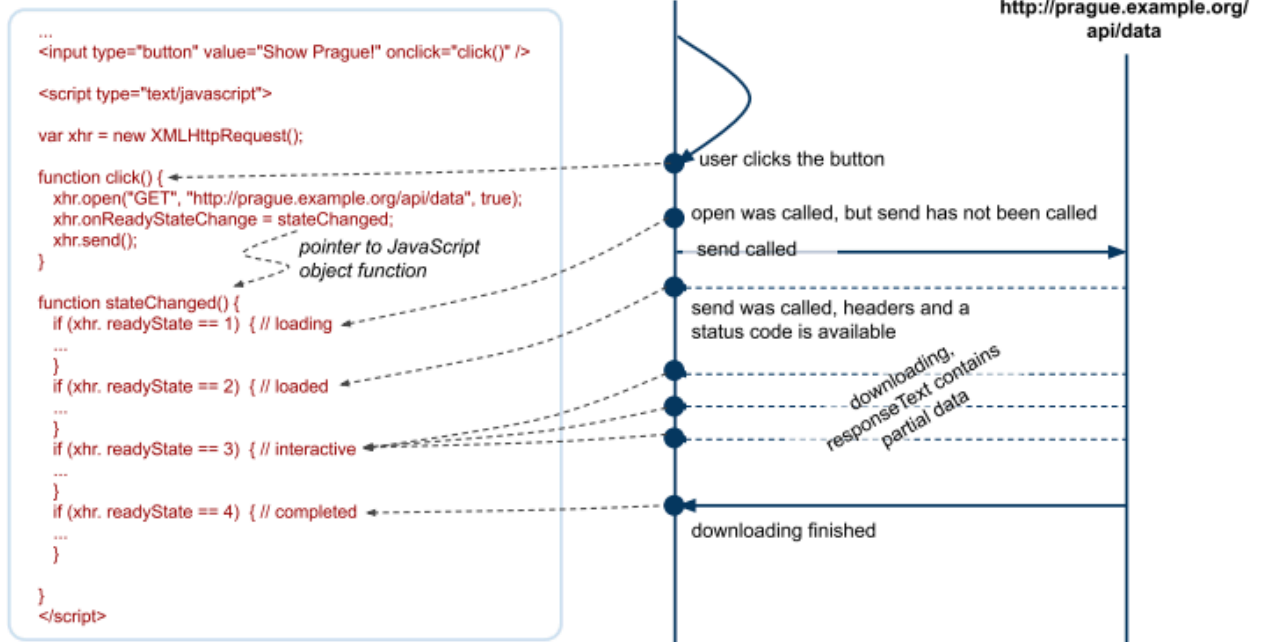 ...
<input type="button" value="Show Prague!" onclick="click()" />
<script type="text/javascript">
var xhr = new XMLHttpRequest();
function click() {
xhr.open("GET", "http://prague.example.org/api/data", true);
xhr.onReadyStateChange = stateChanged;
xhr.send();
}
pointer to JavaScript
object function
function stateChanged() {
if (xhr. readyState == 1) { // loading
...
}
if (xhr. readyState == 2) { // loaded
...
}
if (xhr. readyState == 3) { // interactive
...
}
if (xhr. readyState == 4) { // completed
...
}
}
</script>
http://prague.example.org/
api/data
user clicks the button
open was called, but send has not been called
send called
send was called, headers and a
status code is available
downloading,
responseText contains
partial data
downloading finished